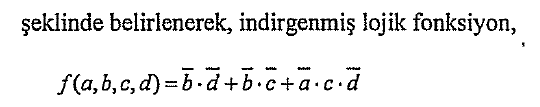 şeklinde belirlenerek, indirgenmiş lojik fonksiyon,
f(a,b,c,d)=b̅·d̅+b̅·c̅+a̅·c·d̅